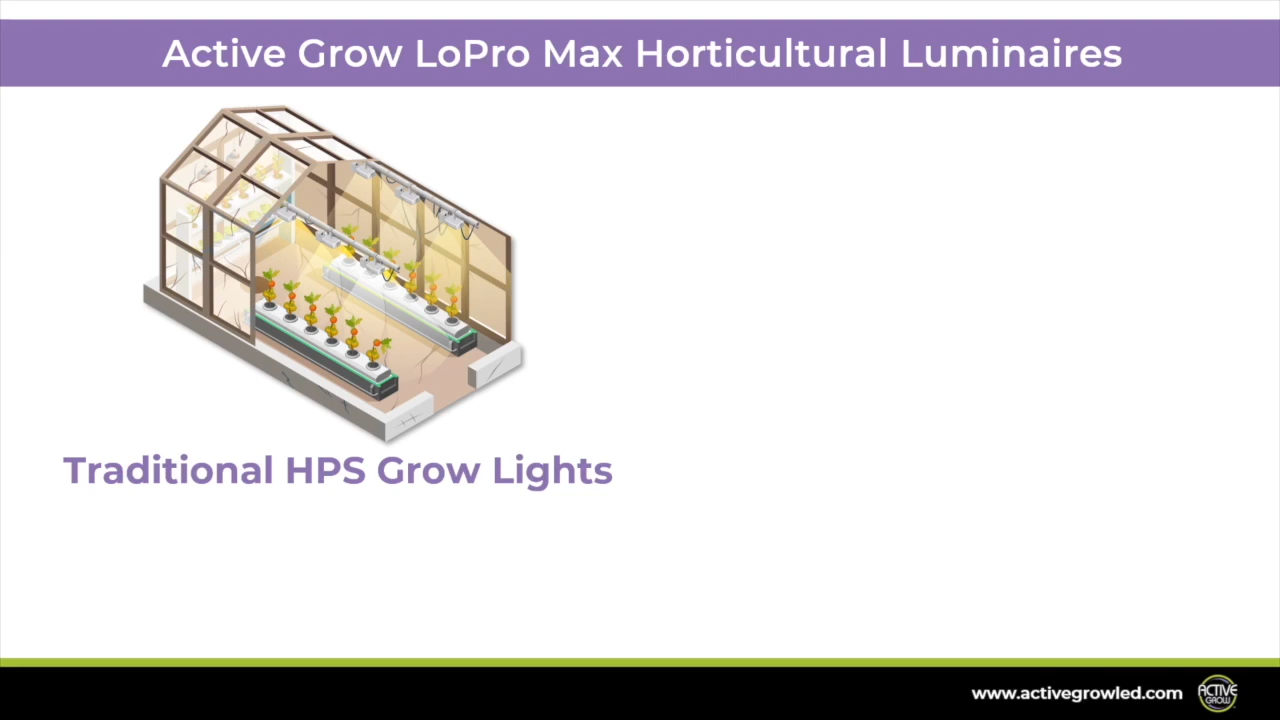 Active Grow LoPro Max Horticultural Luminaires
Traditional HPS Grow Lights
www.activegrowled.com
ACTIVE
GROW